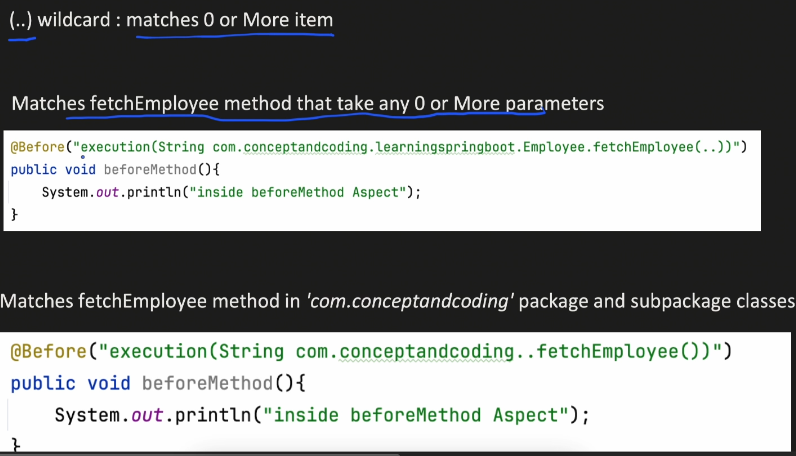 (..) wildcard : matches 0 or More item
Matches fetchEmployee method that take any 0 or More parameters
@Before("execution(String com.conceptandcoding.learningspringboot.Employee.fetchEmployee(..))")
public void beforeMethod(){
System.out.println("inside beforeMethod Aspect");
}
Matches fetchEmployee method in 'com.conceptandcoding' package and subpackage classes
@Before("execution(String com.conceptandcoding..fetchEmployee())")
public void beforeMethod(){
System.out.println("inside beforeMethod Aspect");
}